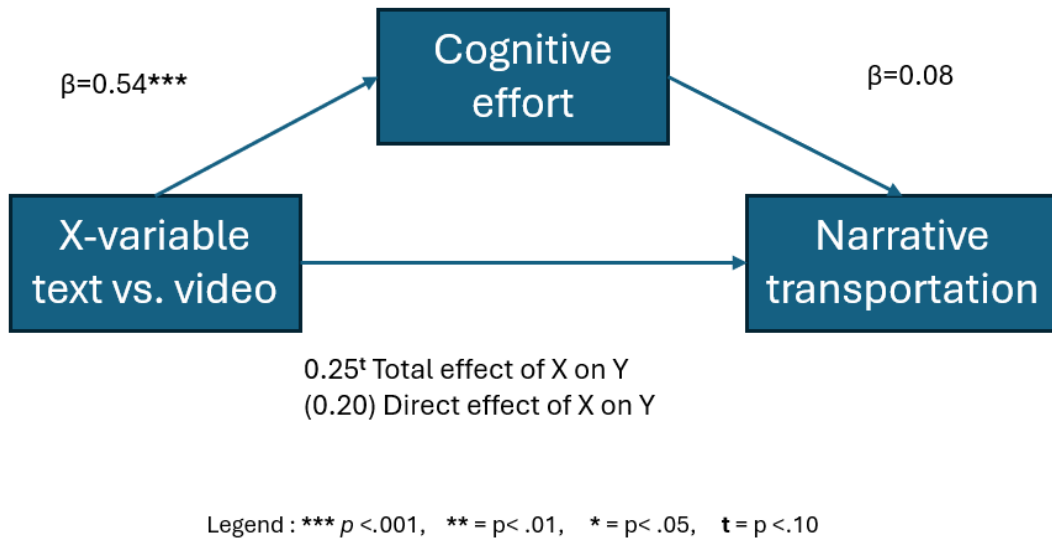 Cognitive
effort
β=0.54***
β=0.08
X-variable
text vs. video
Narrative
transportation
0.25ᵗ Total effect of X on Y
(0.20) Direct effect of X on Y
Legend : *** p <.001, ** = p< .01, * = p< .05, t = p <.10